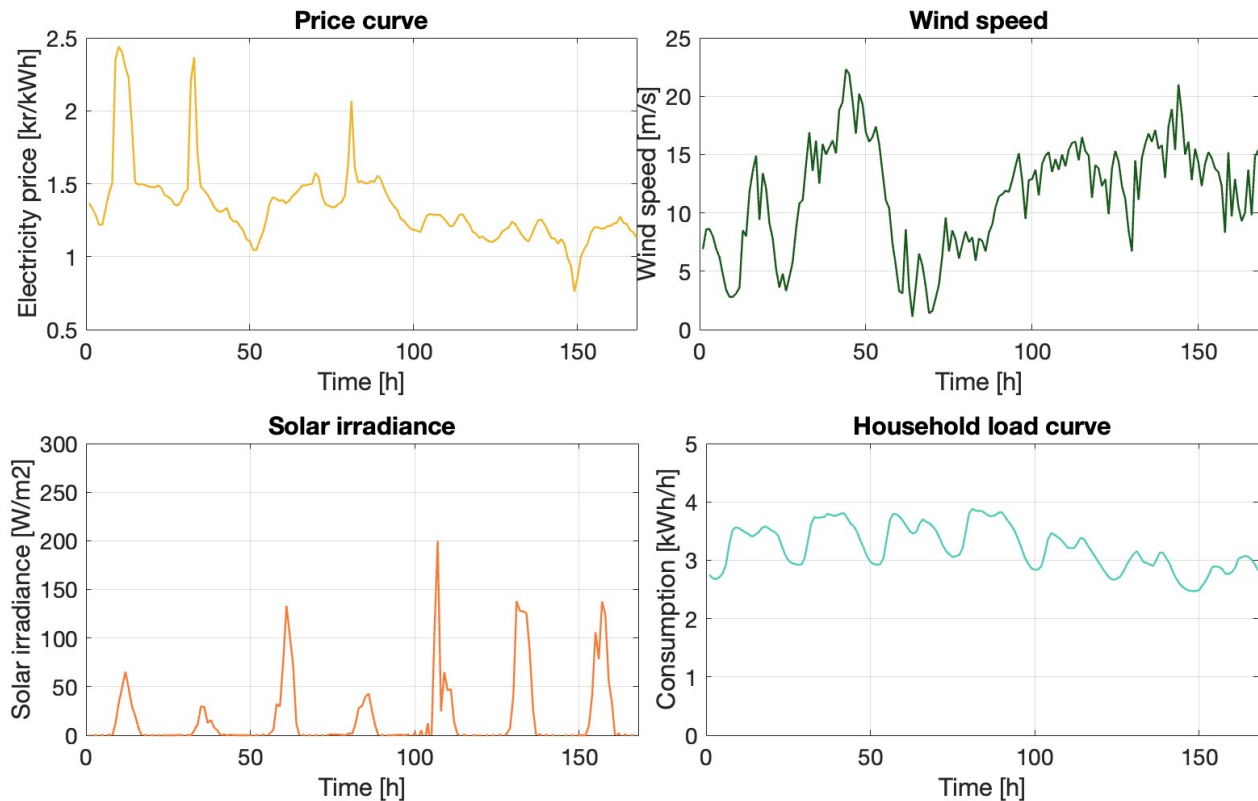 Price curve
Electricity price [kr/kWh]
2.5
2
1.5
1
0.5
0 50 100 150
Time [h]
Wind speed
Wind speed [m/s]
25
20
15
10
5
0
0 50 100 150
Time [h]
Solar irradiance
Solar irradiance [W/m2]
300
250
200
150
100
50
0
0 50 100 150
Time [h]
Household load curve
Consumption [kWh/h]
5
4
3
2
1
0
0 50 100 150
Time [h]